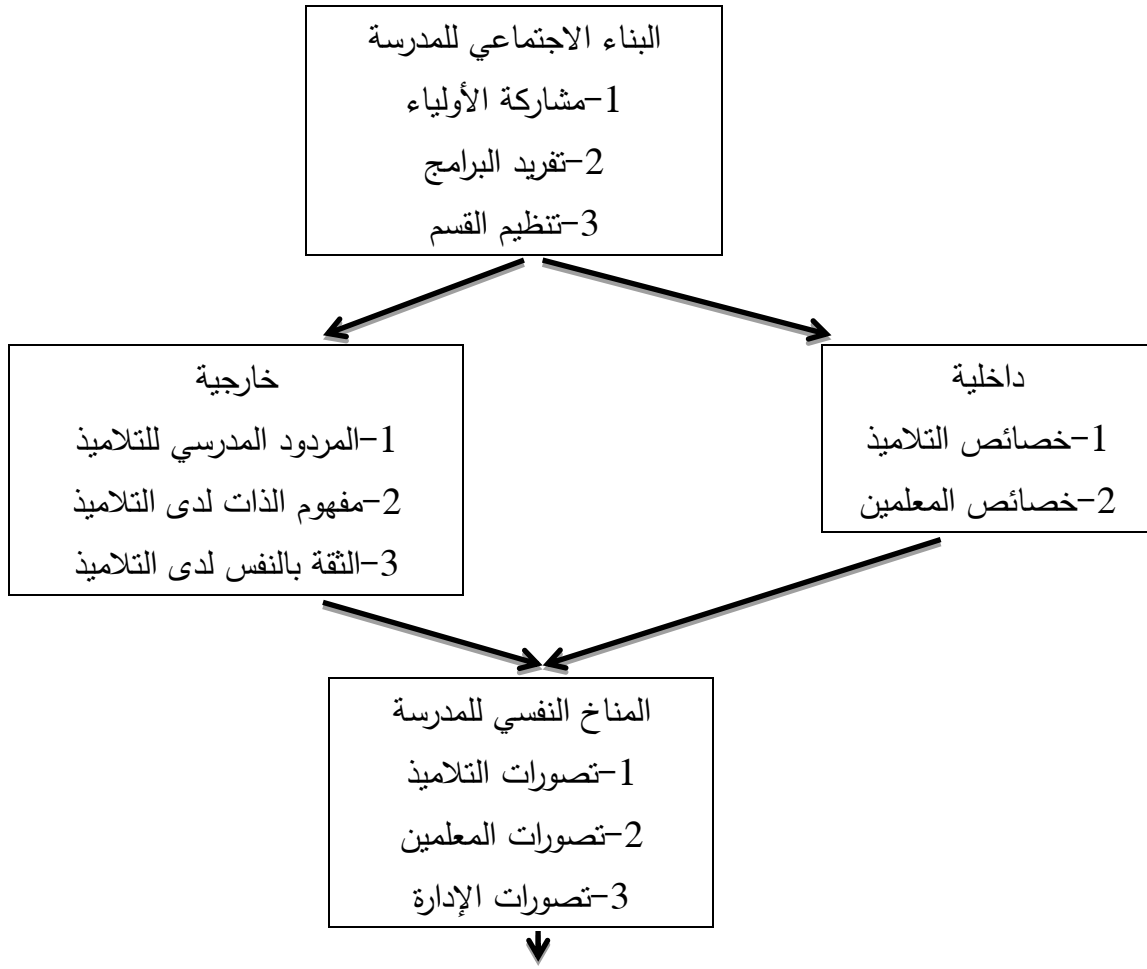 البناء الاجتماعي للمدرسة
1-مشاركة الأولياء
2-تفريد البرامج
3-تنظيم القسم
داخلية
1-خصائص التلاميذ
2-خصائص المعلمين
خارجية
1-المردود المدرسي للتلاميذ
2-مفهوم الذات لدى التلاميذ
3-الثقة بالنفس لدى التلاميذ
المناخ النفسي للمدرسة
1-تصورات التلاميذ
2-تصورات المعلمين
3-تصورات الإدارة